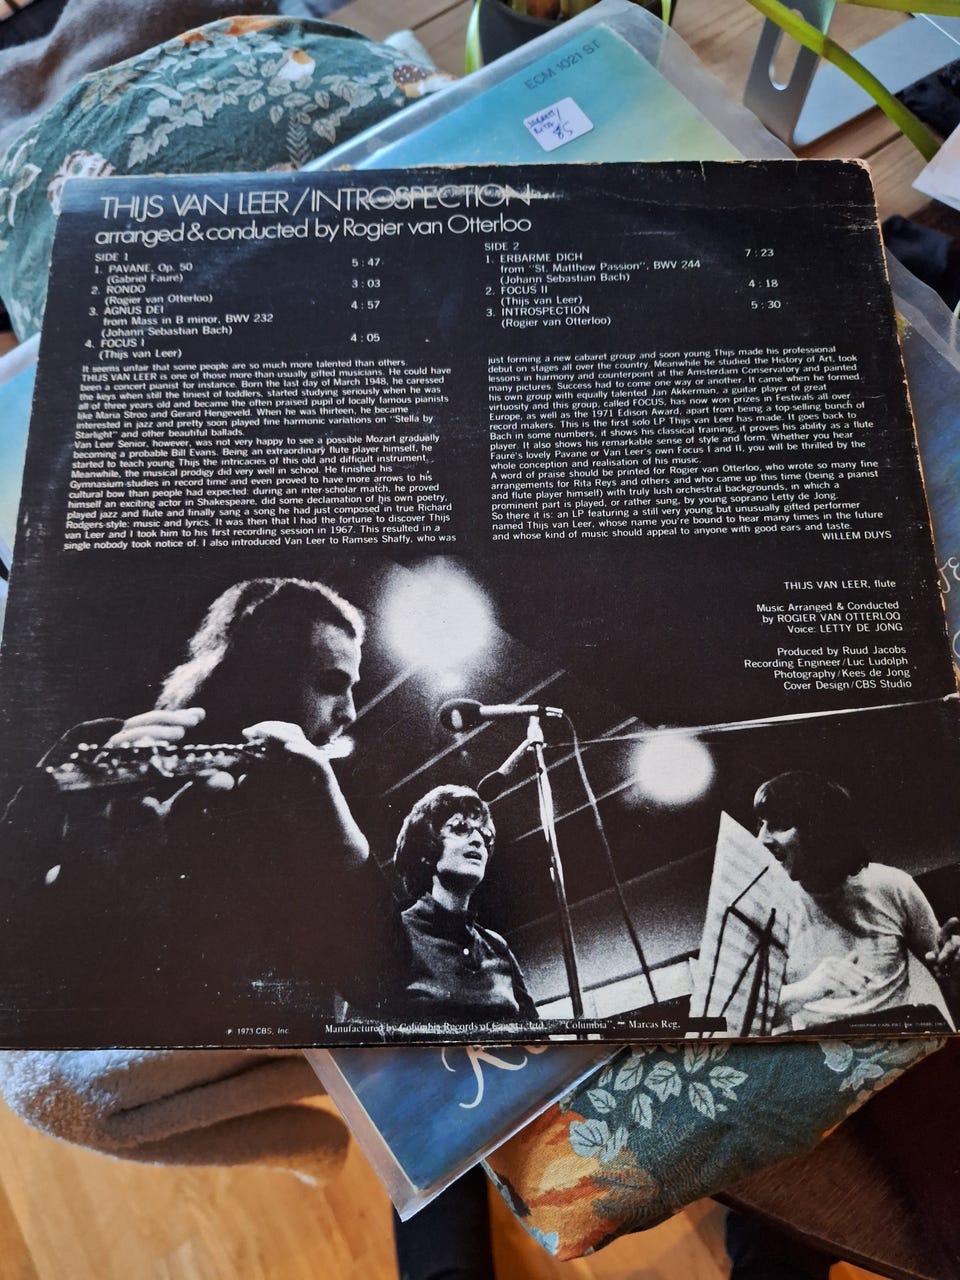 ECM 1021 ST
THIJS VAN LEER/INTROSPECTION
arranged & conducted by Rogier van Otterloo
SIDE 1
1. PAVANE, Op. 50 5:47
(Gabriel Fauré)
2. RONDO 3:03
(Rogier van Otterloo)
3. AGNUS DEI 4:57
from Mass in B minor, BWV 232
(Johann Sebastian Bach)
4. FOCUS I 4:05
(Thijs van Leer)
SIDE 2
1. ERBARME DICH 7:23
from "St. Matthew Passion", BWV 244
(Johann Sebastian Bach)
2. FOCUS II 4:18
(Thijs van Leer)
3. INTROSPECTION 5:30
(Rogier van Otterloo)
It seems unfair that some people are so much more talented than others.
THIJS VAN LEER is one of those more than usually gifted musicians. He could have
been a concert pianist for instance. Born the last day of March 1948, he caressed
the keys when still the tiniest of toddlers, started studying seriously when he was
all of three years old and became the often praised pupil of locally famous pianists
like Maria Stroo and Gerard Hengeveld. When he was thirteen, he became
interested in jazz and pretty soon played fine harmonic variations on "Stella by
Starlight" and other beautiful ballads.
Van Leer Senior, however, was not very happy to see a possible Mozart gradually
becoming a probable Bill Evans. Being an extraordinary flute player himself, he
started to teach young Thijs the intricacies of this old and difficult instrument.
Meanwhile, the musical prodigy did very well in school. He finished his
Gymnasium-studies in record time and even proved to have more arrows to his
cultural bow than people had expected: during an inter-scholar match, he proved
himself an exciting actor in Shakespeare, did some declamation of his own poetry,
played jazz and flute and finally sang a song he had just composed in true Richard
Rodgers-style: music and lyrics. It was then that I had the fortune to discover Thijs
van Leer and I took him to his first recording session in 1967. This resulted in a
single nobody took notice of. I also introduced Van Leer to Ramses Shaffy, who was
just forming a new cabaret group and soon young Thijs made his professional
debut on stages all over the country. Meanwhile he studied the History of Art, took
lessons in harmony and counterpoint at the Amsterdam Conservatory and painted
many pictures. Success had to come one way or another. It came when he formed
his own group with equally talented Jan Akkerman, a guitar player of great
virtuosity and this group, called FOCUS, has now won prizes in Festivals all over
Europe, as well as the 1971 Edison Award, apart from being a top-selling bunch of
record makers. This is the first solo LP Thijs van Leer has made. It goes back to
Bach in some numbers, it shows his classical training, it proves his ability as a flute
player. It also shows his remarkable sense of style and form. Whether you hear
Fauré's lovely Pavane or Van Leer's own Focus I and II, you will be thrilled by the
whole conception and realisation of his music.
A word of praise should be printed for Rogier van Otterloo, who wrote so many fine
arrangements for Rita Reys and others and who came up this time (being a pianist
and flute player himself) with truly lush orchestral backgrounds, in which a
prominent part is played, or rather sung, by young soprano Letty de Jong.
So there it is: an LP featuring a still very young but unusually gifted performer
named Thijs van Leer, whose name you're bound to hear many times in the future
and whose kind of music should appeal to anyone with good ears and taste.
WILLEM DUYS
THIJS VAN LEER, flute
Music Arranged & Conducted
by ROGIER VAN OTTERLOO
Voice: LETTY DE JONG
Produced by Ruud Jacobs
Recording Engineer/Luc Ludolph
Photography/Kees de Jong
Cover Design/CBS Studio
℗ 1973 CBS, Inc.
Manufactured by Columbia Records of Canada, Ltd. "Columbia", Marcas Reg.